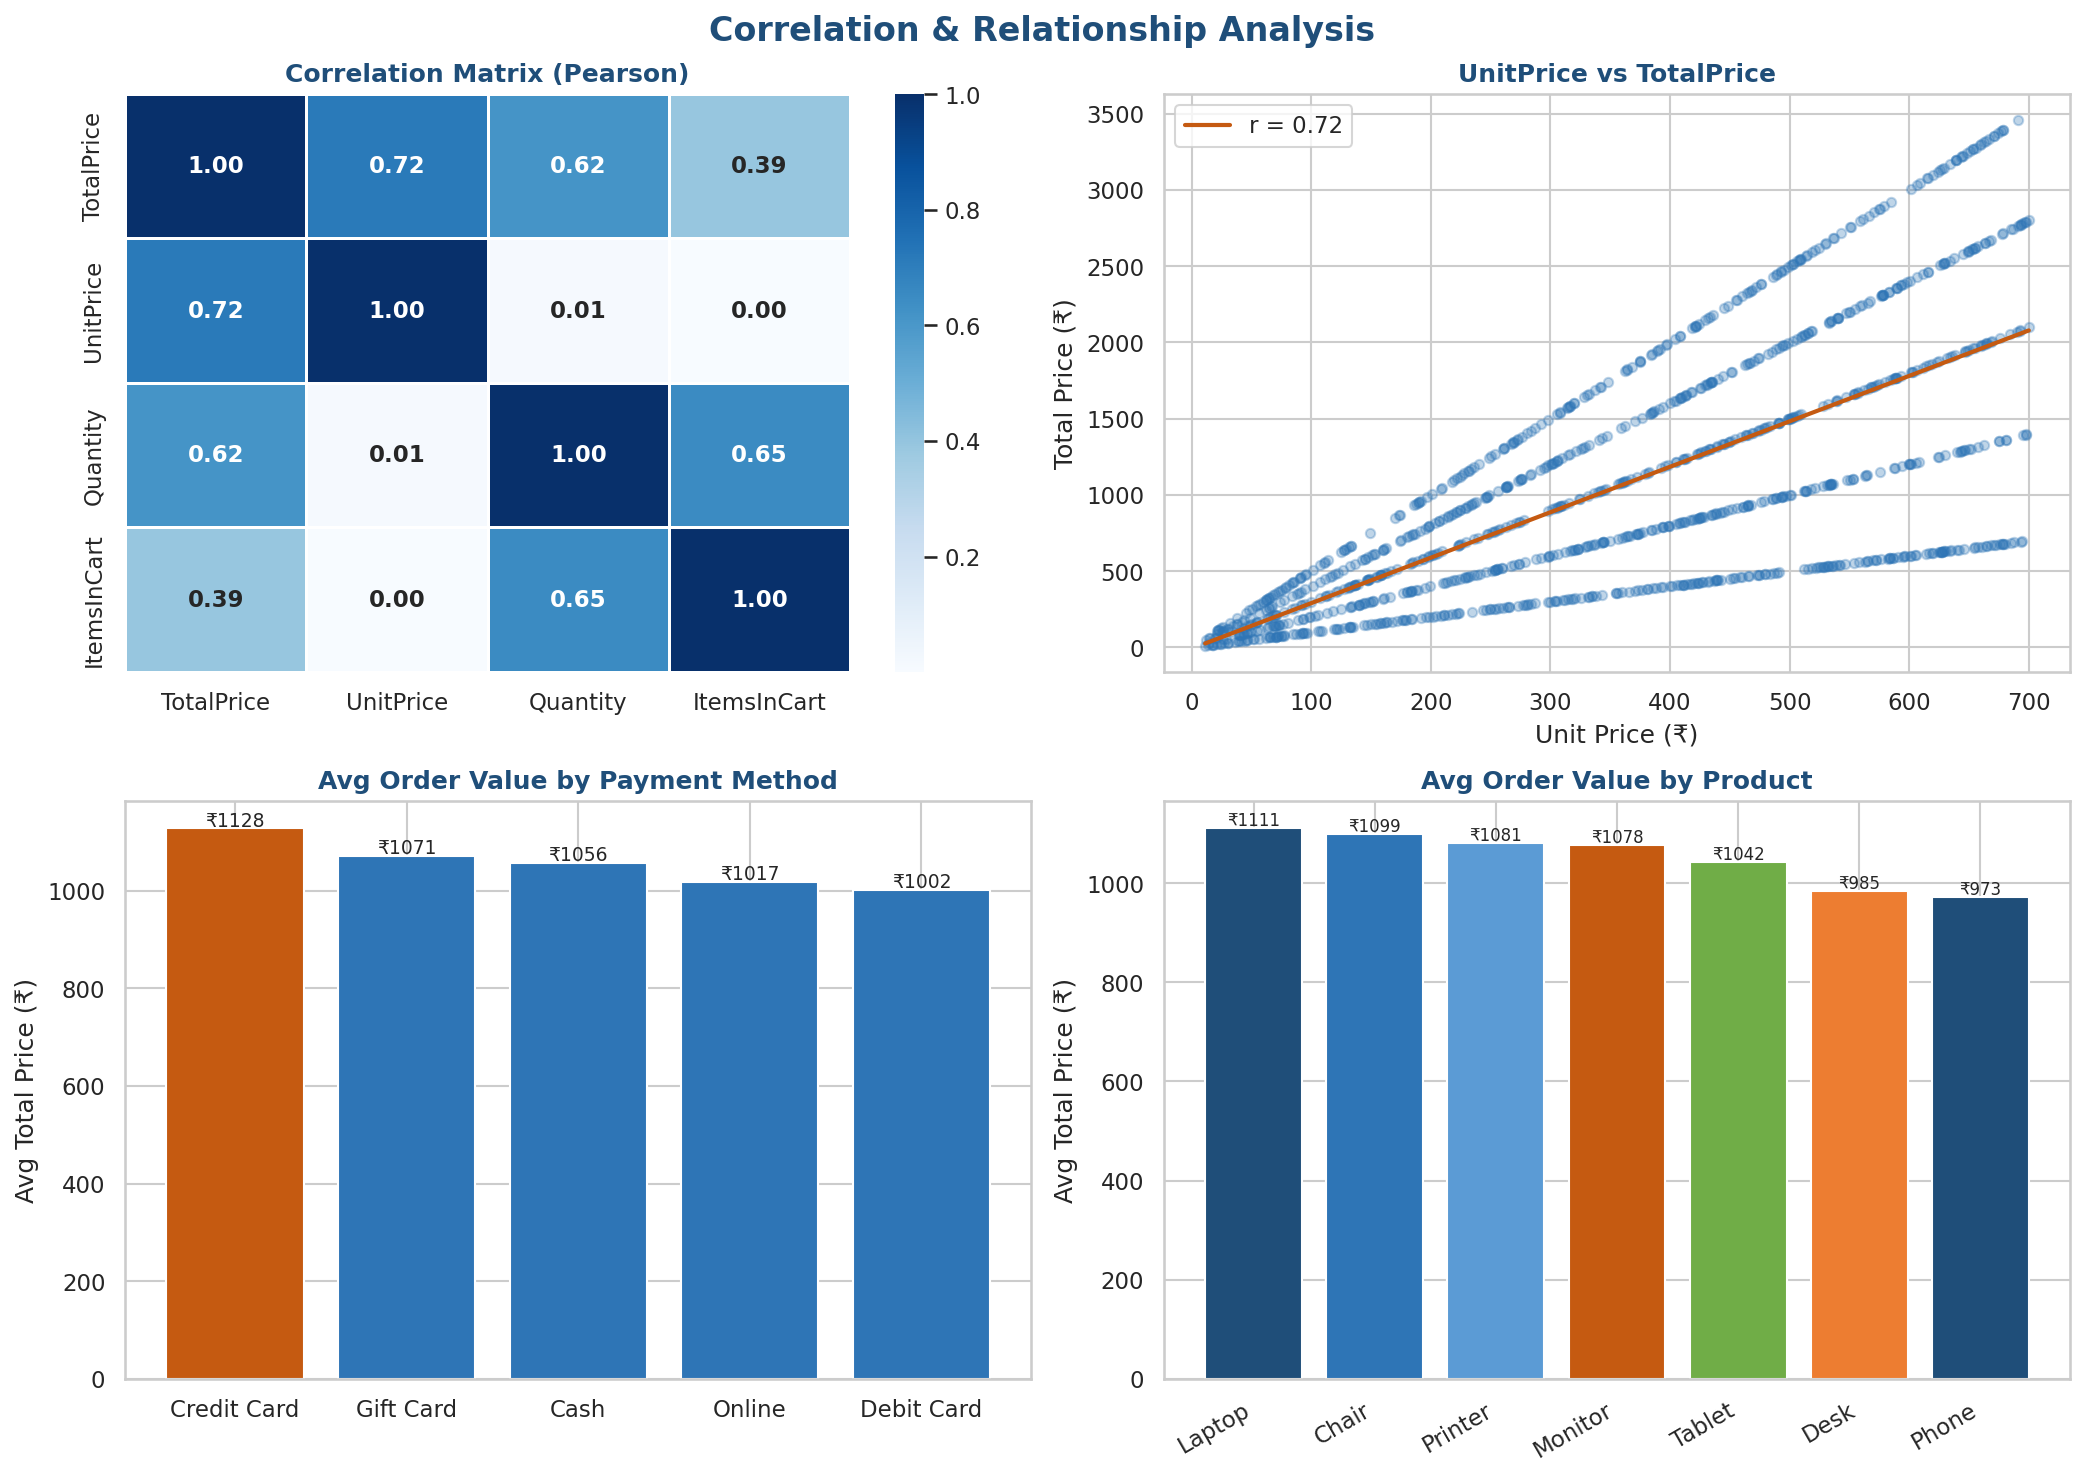 Correlation & Relationship Analysis
Correlation Matrix (Pearson)
TotalPrice
UnitPrice
Quantity
ItemsInCart
1.00 0.72 0.62 0.39
0.72 1.00 0.01 0.00
0.62 0.01 1.00 0.65
0.39 0.00 0.65 1.00
TotalPrice UnitPrice Quantity ItemsInCart
1.0
0.8
0.6
0.4
0.2
UnitPrice vs TotalPrice
r = 0.72
Total Price (₹)
3500
3000
2500
2000
1500
1000
500
0
0 100 200 300 400 500 600 700
Unit Price (₹)
Avg Order Value by Payment Method
Avg Total Price (₹)
1000
800
600
400
200
0
₹1128 ₹1071 ₹1056 ₹1017 ₹1002
Credit Card Gift Card Cash Online Debit Card
Avg Order Value by Product
Avg Total Price (₹)
1000
800
600
400
200
0
₹1111 ₹1099 ₹1081 ₹1078 ₹1042 ₹985 ₹973
Laptop Chair Printer Monitor Tablet Desk Phone